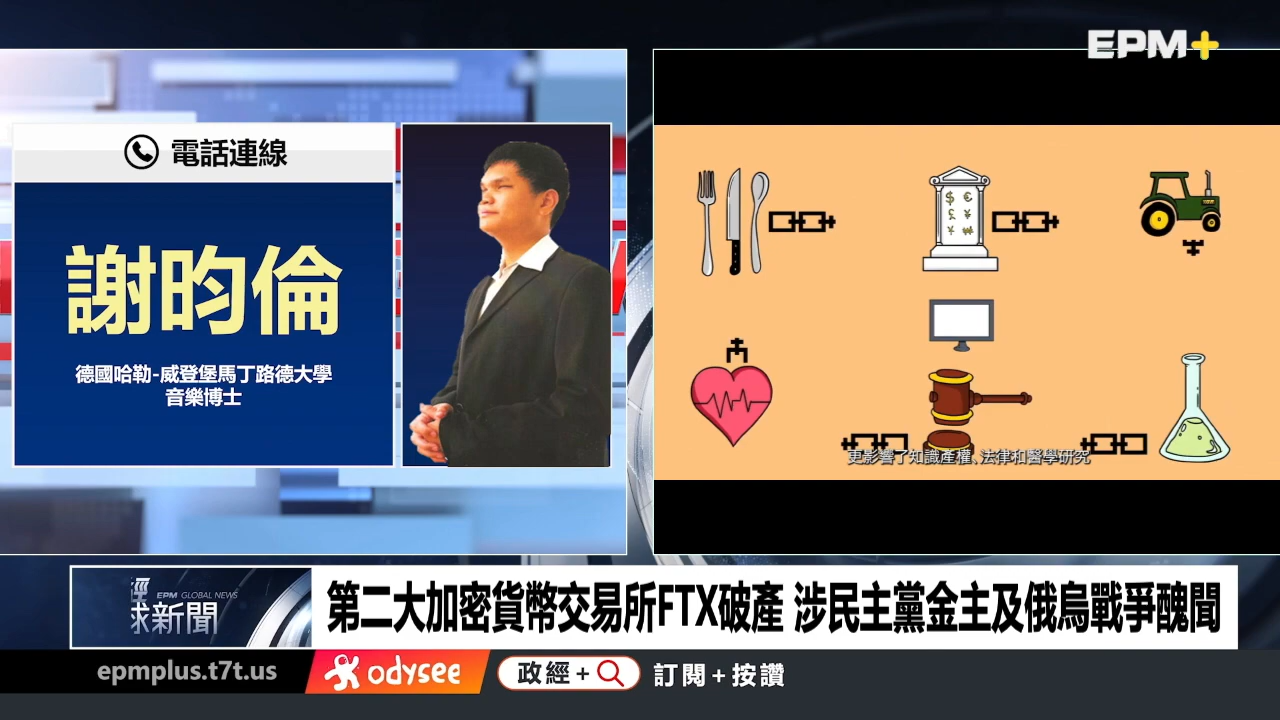 EPM+
電話連線
謝昀倫
德國哈勒-威登堡馬丁路德大學
音樂博士
$ €
£ ¥
¥ ₩
更影響了知識產權、法律和醫學研究
EPM GLOBAL NEWS
新聞
第二大加密貨幣交易所FTX破產 涉民主黨金主及俄烏戰爭醜聞
epmplus.t7t.us
odysee
政經+
訂閱+按讚